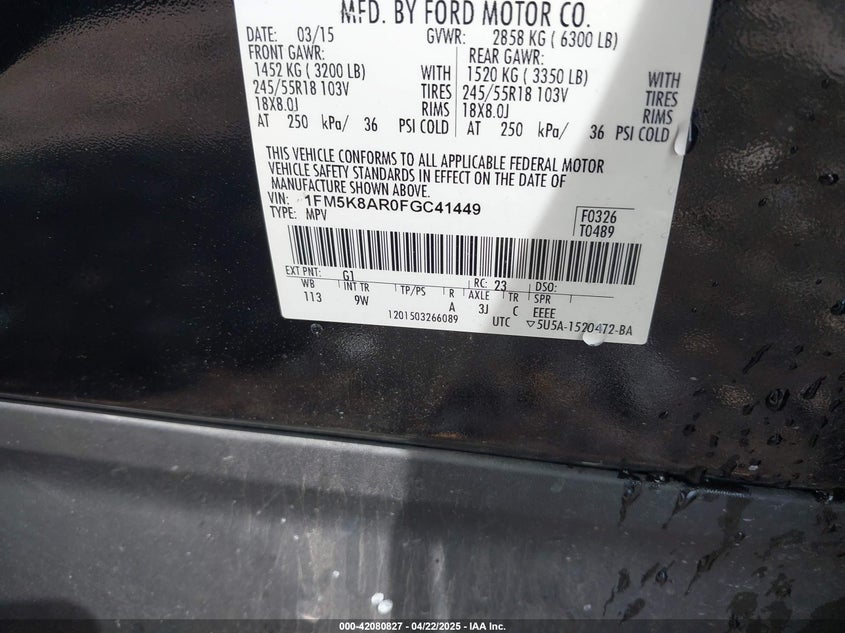 MFD. BY FORD MOTOR CO.
DATE: 03/15 GVWR: 2858 KG ( 6300 LB)
FRONT GAWR: REAR GAWR:
1452 KG ( 3200 LB) WITH 1520 KG ( 3350 LB) WITH
245/55R18 103V TIRES 245/55R18 103V TIRES
18X8.0J RIMS 18X8.0J RIMS
AT 250 kPa/ 36 PSI COLD AT 250 kPa/ 36 PSI COLD
THIS VEHICLE CONFORMS TO ALL APPLICABLE FEDERAL MOTOR
VEHICLE SAFETY STANDARDS IN EFFECT ON THE DATE OF
MANUFACTURE SHOWN ABOVE.
VIN: 1FM5K8AR0FGC41449 F0326
TYPE: MPV T0489
EXT PNT: G1 RC: 23 DSO:
WB INT TR TP/PS R AXLE TR SPR
113 9W A 3J C EEEE
1201503266089 UTC ▽5U5A-1520472-BA
000-42080827 - 04/22/2025 - IAA Inc.